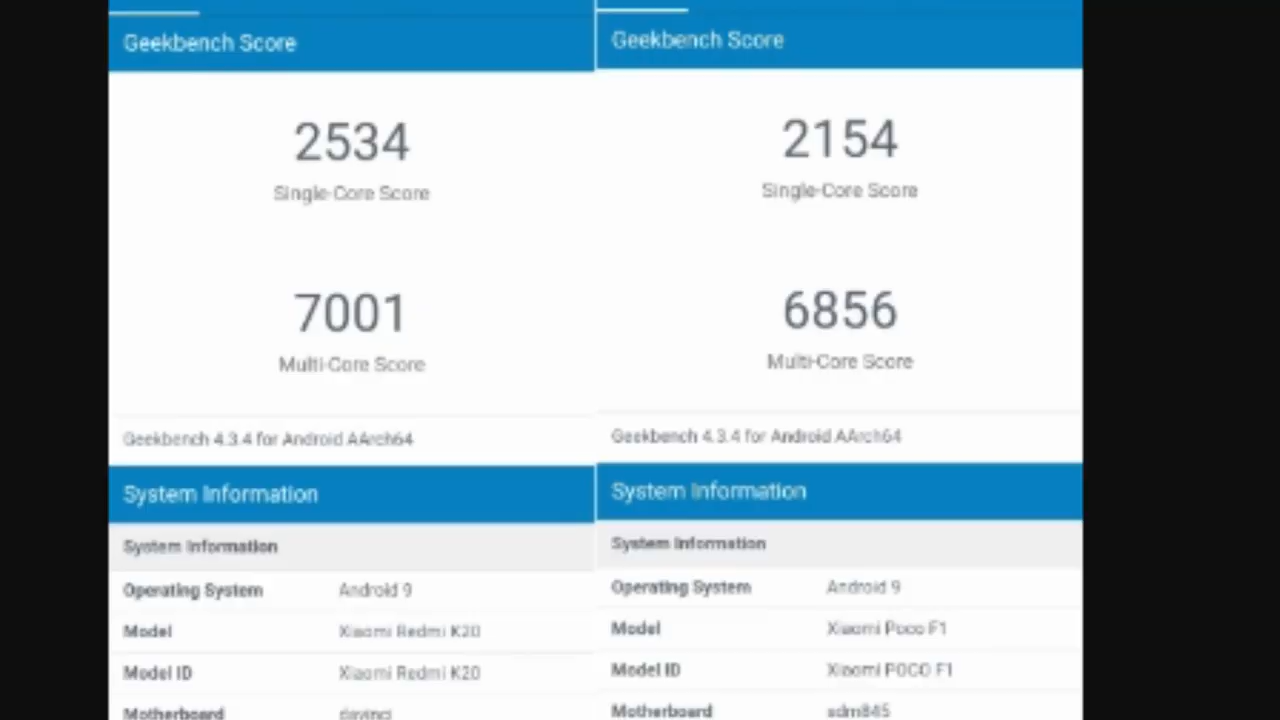 Geekbench Score
2534
Single-Core Score
7001
Multi-Core Score
Geekbench 4.3.4 for Android AArch64
System Information
System Information
Operating System Android 9
Model Xiaomi Redmi K20
Model ID Xiaomi Redmi K20
Motherboard davinci
Geekbench Score
2154
Single-Core Score
6856
Multi-Core Score
Geekbench 4.3.4 for Android AArch64
System Information
System Information
Operating System Android 9
Model Xiaomi Poco F1
Model ID Xiaomi POCO F1
Motherboard sdm845